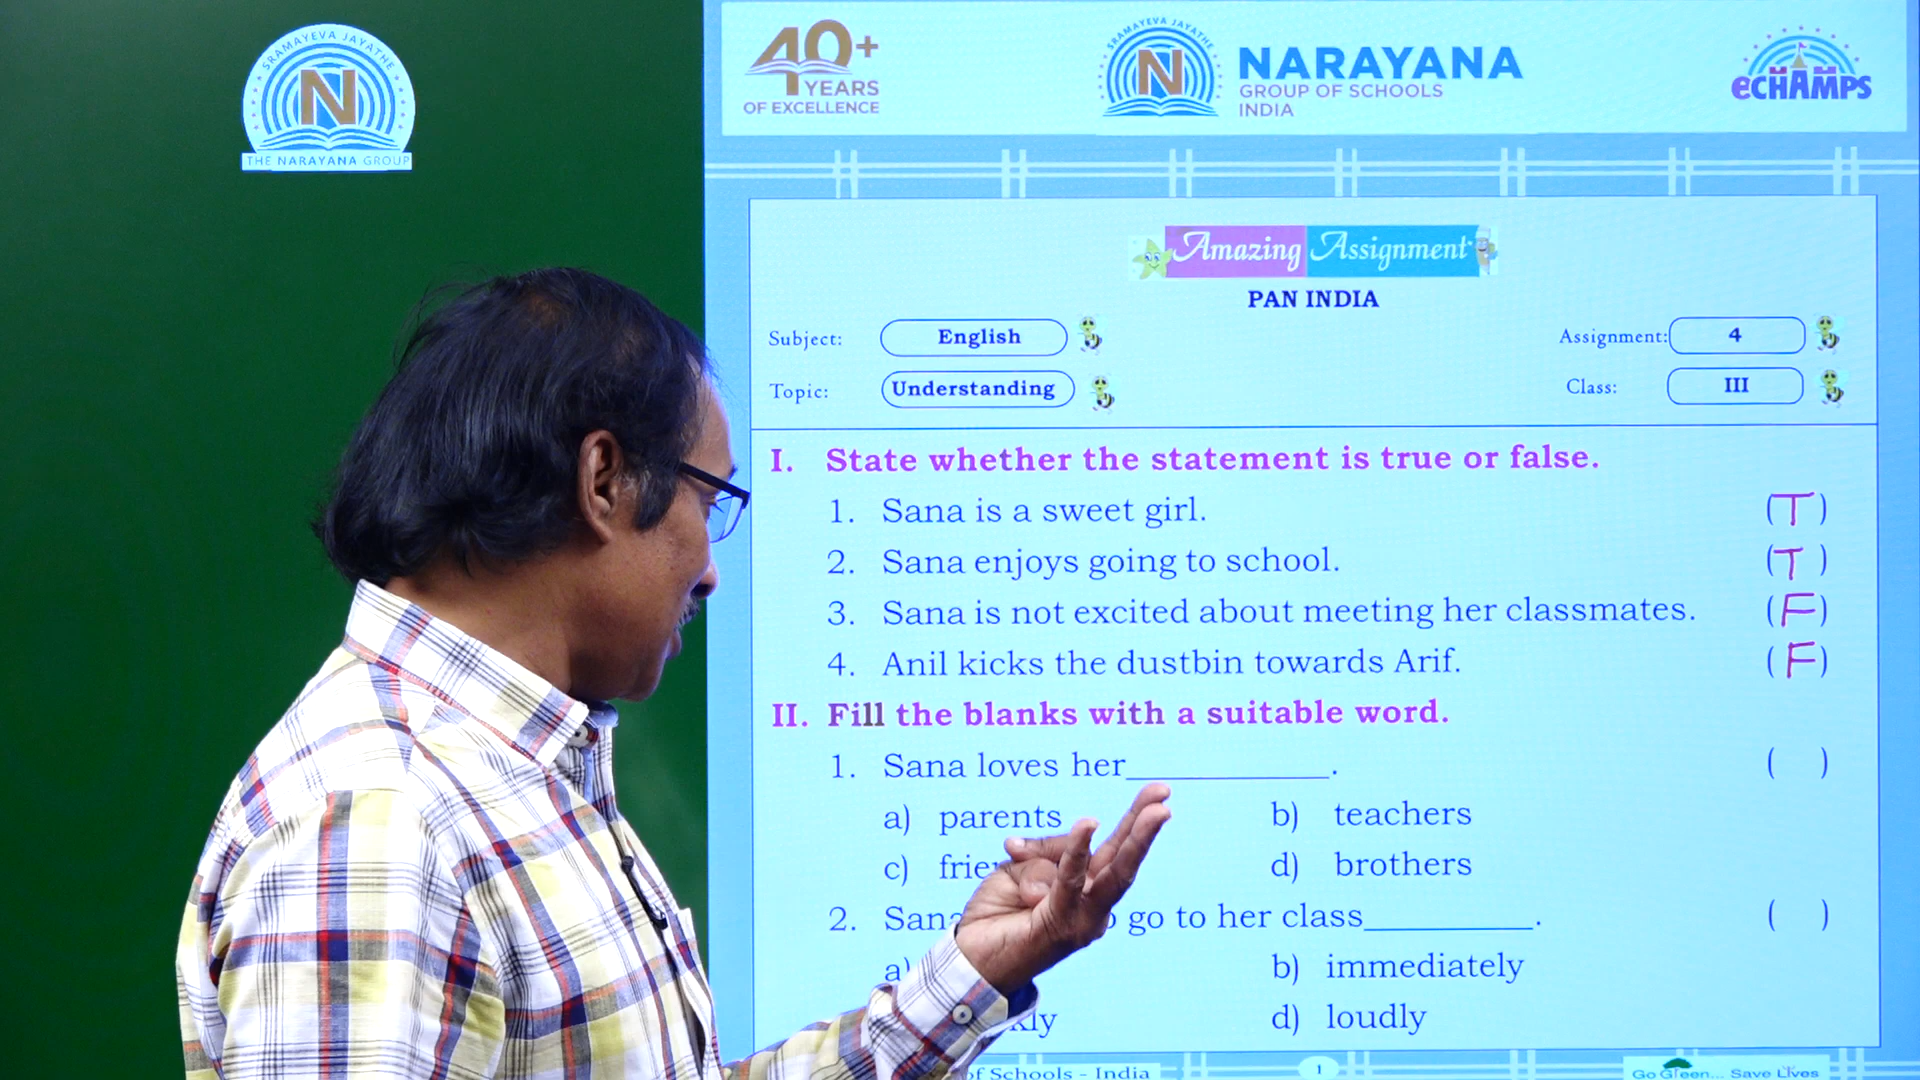 SRAMAYEVA JAYATHE
N
THE NARAYANA GROUP
40+
YEARS
OF EXCELLENCE
SRAMAYEVA JAYATHE
N
NARAYANA
GROUP OF SCHOOLS
INDIA
eCHAMPS
Amazing Assignment
PAN INDIA
Subject: English Assignment: 4
Topic: Understanding Class: III
I. State whether the statement is true or false.
1. Sana is a sweet girl. (T)
2. Sana enjoys going to school. (T)
3. Sana is not excited about meeting her classmates. (F)
4. Anil kicks the dustbin towards Arif. (F)
II. Fill the blanks with a suitable word.
1. Sana loves her__________. ( )
a) parents b) teachers
c) d) brothers
2. go to her class_________. ( )
a) b) immediately
d) loudly
of Schools - India 1 Go Green... Save Lives